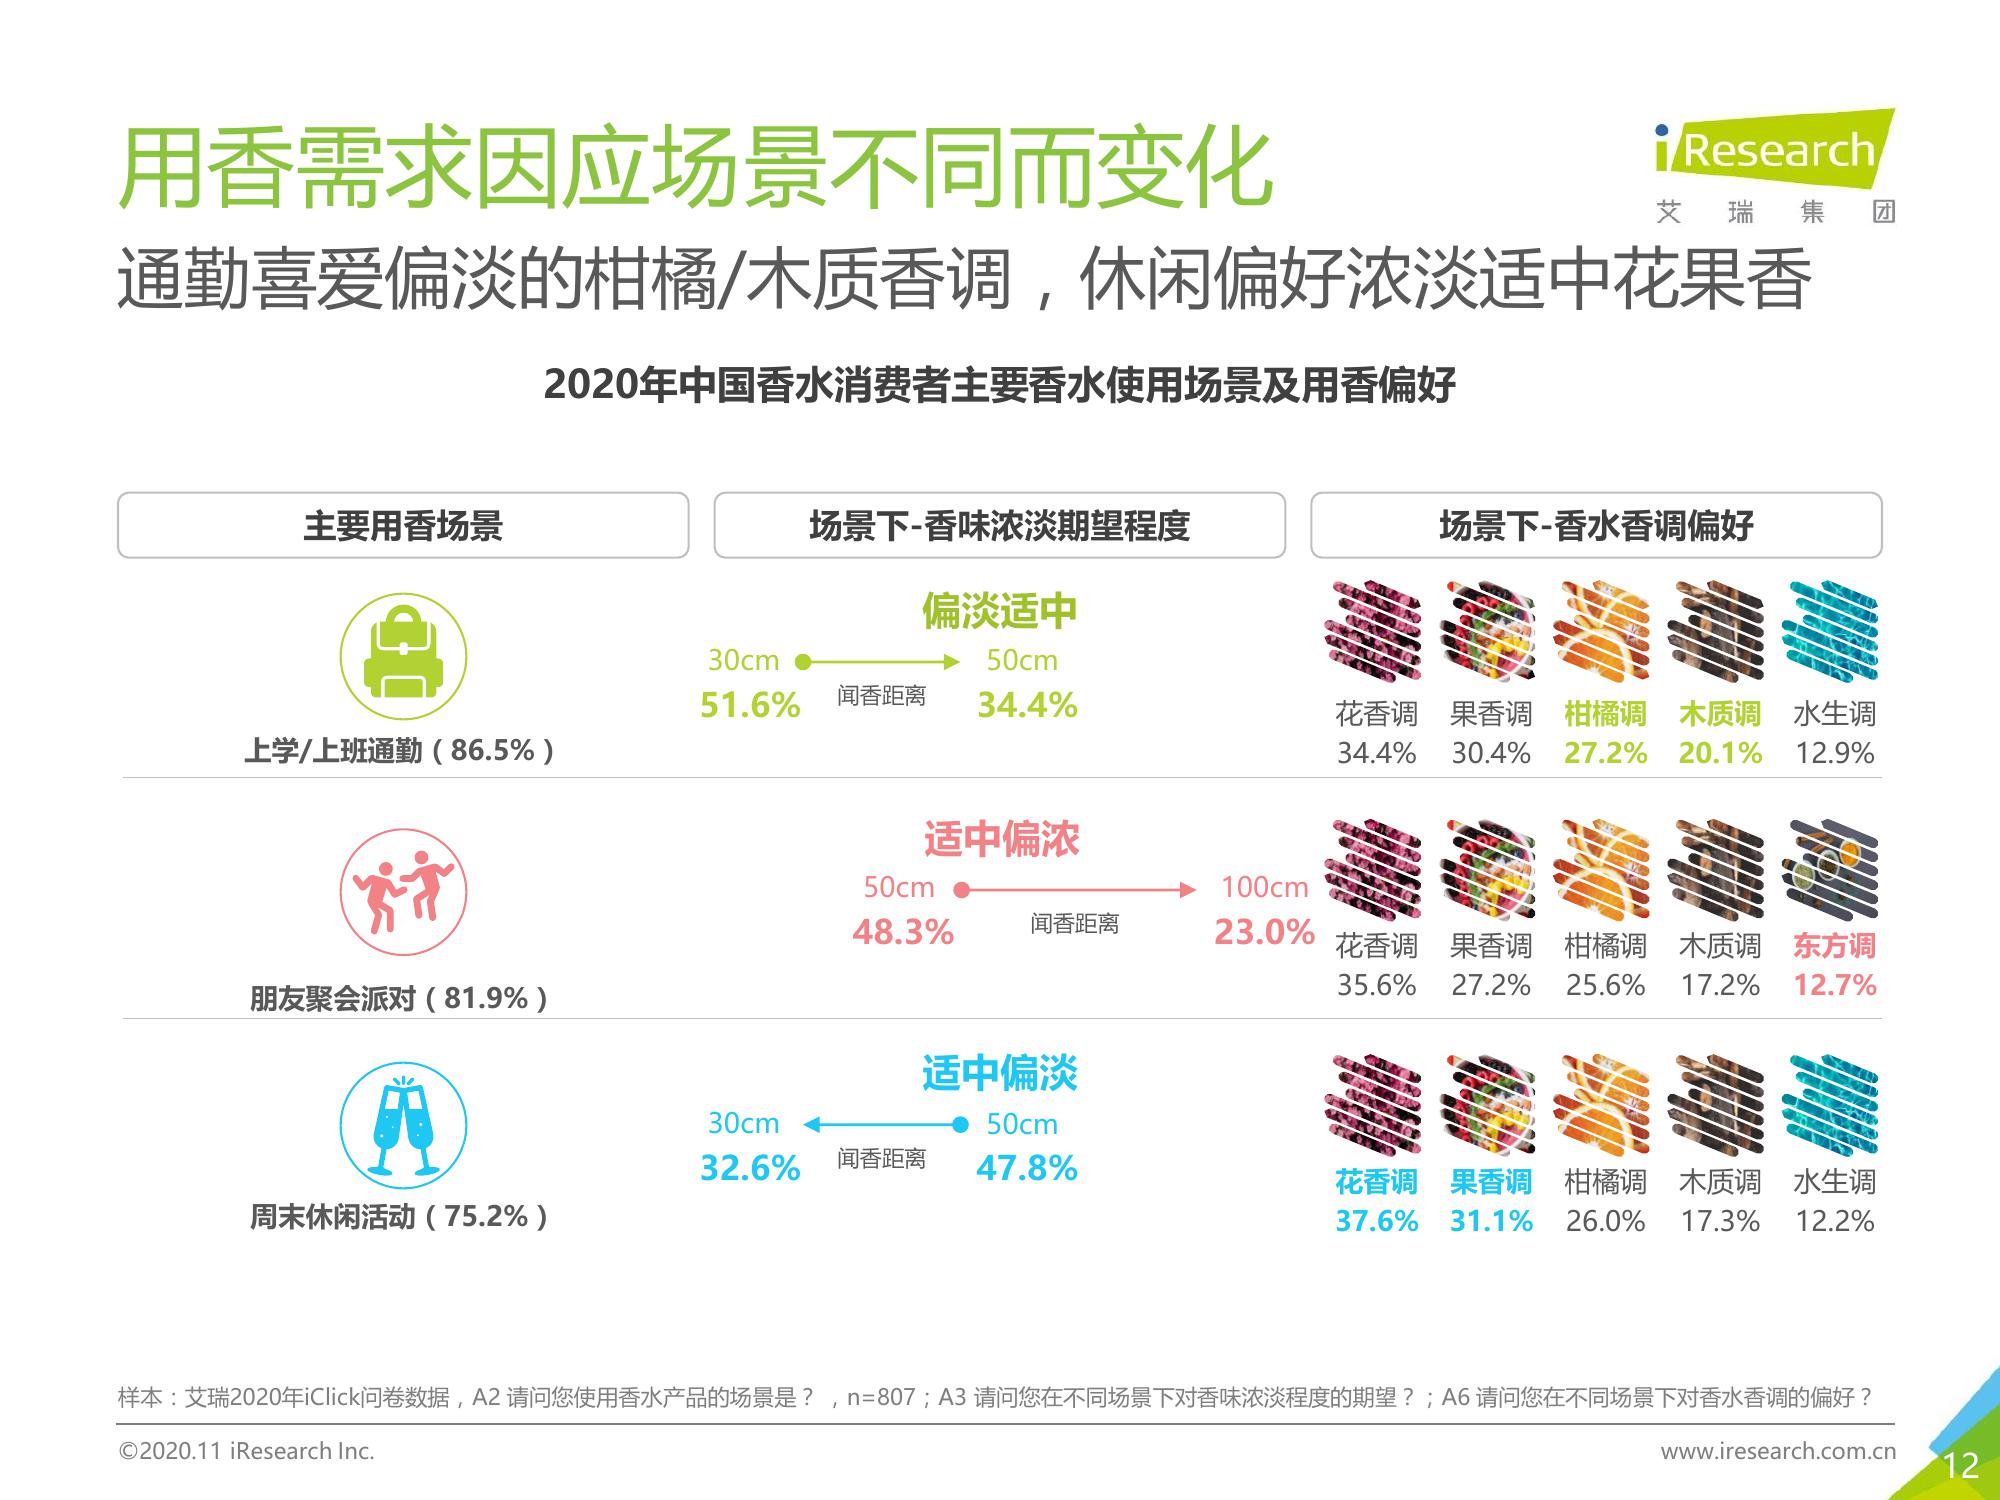 用香需求因应场景不同而变化
iResearch
艾瑞集团
通勤喜爱偏淡的柑橘/木质香调，休闲偏好浓淡适中花果香
2020年中国香水消费者主要香水使用场景及用香偏好
主要用香场景
场景下-香味浓淡期望程度
场景下-香水香调偏好
上学/上班通勤（86.5%）
偏淡适中
30cm 50cm
51.6% 闻香距离 34.4%
花香调 果香调 柑橘调 木质调 水生调
34.4% 30.4% 27.2% 20.1% 12.9%
朋友聚会派对（81.9%）
适中偏浓
50cm 100cm
48.3% 闻香距离 23.0%
花香调 果香调 柑橘调 木质调 东方调
35.6% 27.2% 25.6% 17.2% 12.7%
周末休闲活动（75.2%）
适中偏淡
30cm 50cm
32.6% 闻香距离 47.8%
花香调 果香调 柑橘调 木质调 水生调
37.6% 31.1% 26.0% 17.3% 12.2%
样本：艾瑞2020年iClick问卷数据，A2 请问您使用香水产品的场景是？ ，n=807；A3 请问您在不同场景下对香味浓淡程度的期望？；A6 请问您在不同场景下对香水香调的偏好？
©2020.11 iResearch Inc.
www.iresearch.com.cn
12